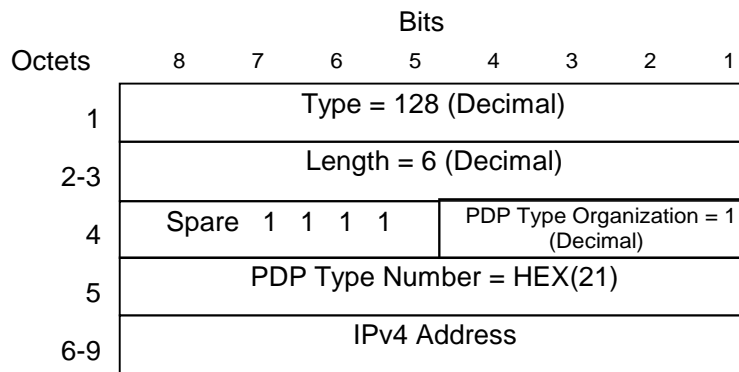 Bits
Octets 8 7 6 5 4 3 2 1
1 Type = 128 (Decimal)
2-3 Length = 6 (Decimal)
4 Spare 1 1 1 1 PDP Type Organization = 1
(Decimal)
5 PDP Type Number = HEX(21)
6-9 IPv4 Address